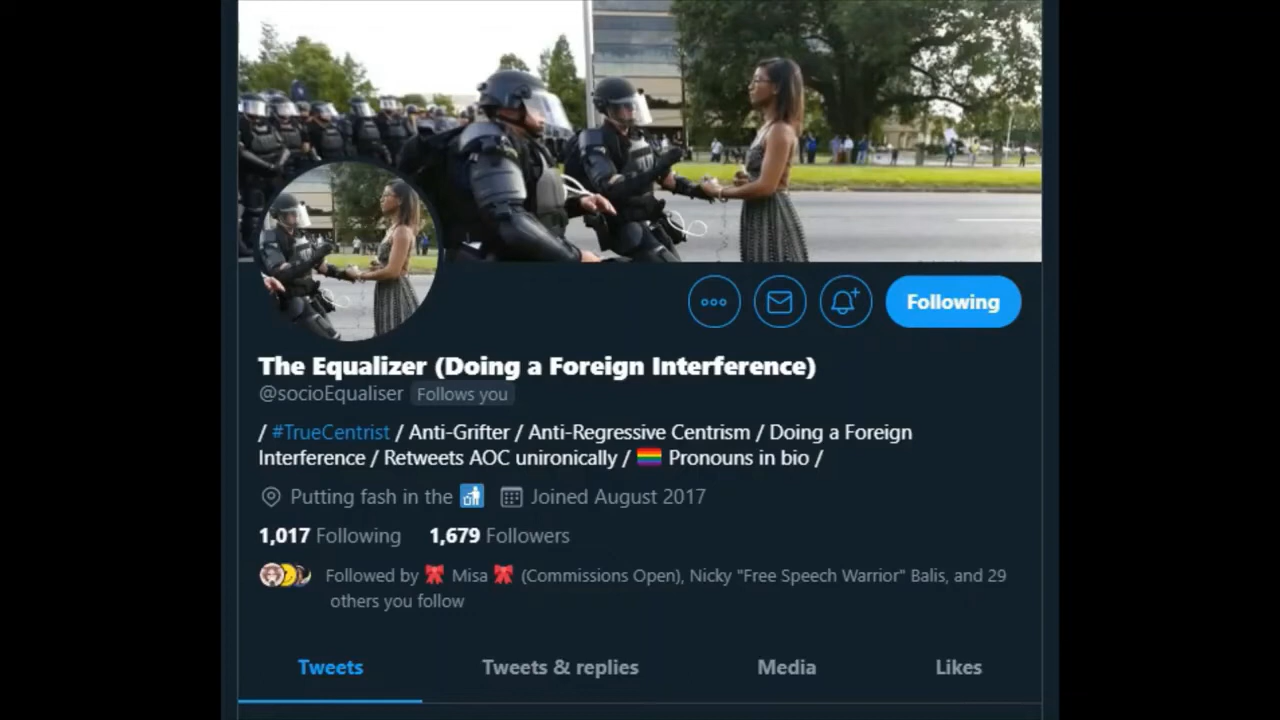 Following
The Equalizer (Doing a Foreign Interference)
@socioEqualiser Follows you
/ #TrueCentrist / Anti-Grifter / Anti-Regressive Centrism / Doing a Foreign
Interference / Retweets AOC unironically / 🏳️‍🌈 Pronouns in bio /
Putting fash in the 🚮 Joined August 2017
1,017 Following 1,679 Followers
Followed by 🎀 Misa 🎀 (Commissions Open), Nicky "Free Speech Warrior" Balis, and 29
others you follow
Tweets Tweets & replies Media Likes